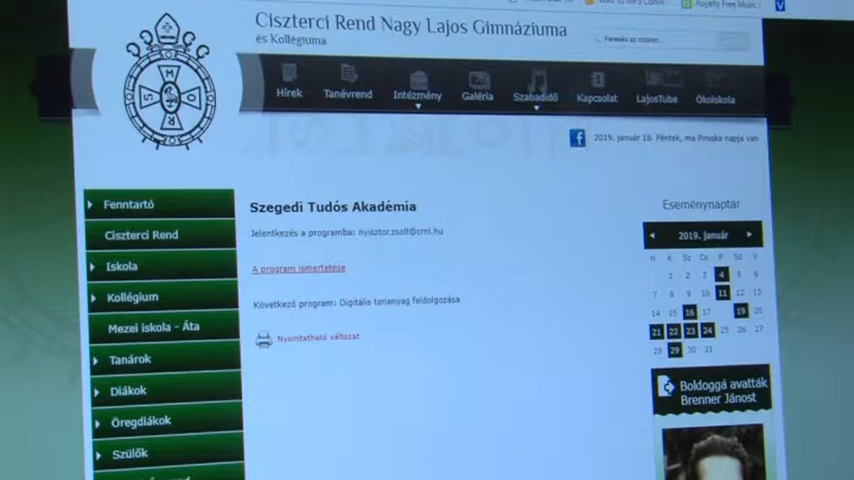 Royalty Free Music
Ciszterci Rend Nagy Lajos Gimnáziuma
és Kollégiuma
Keresés az oldalon...
Hírek
Tanévrend
Intézmény
Galéria
Szabadidő
Kapcsolat
LajosTube
Ökoiskola
2019. január 18. Péntek, ma Piroska napja van
Fenntartó
Ciszterci Rend
Iskola
Kollégium
Mezei iskola - Áta
Tanárok
Diákok
Öregdiákok
Szülők
Szegedi Tudós Akadémia
Jelentkezés a programba: nyisztor.zsolt@crnl.hu
A program ismertetése
Következő program: Digitális tananyag feldolgozása
Nyomtatható változat
Eseménynaptár
2019. január
H K Sz Cs P Sz V
1 2 3 4 5 6
7 8 9 10 11 12 13
14 15 16 17 19 20
21 22 23 24 25 26 27
28 29 30 31
Boldoggá avatták
Brenner Jánost